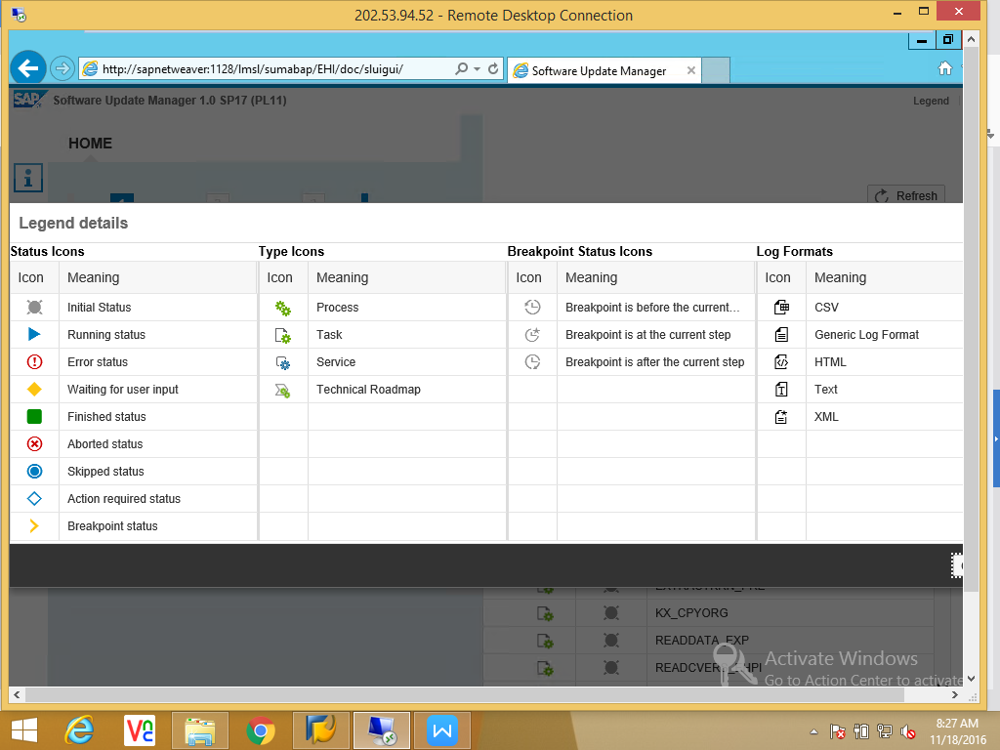 202.53.94.52 - Remote Desktop Connection
http://sapnetweaver:1128/lmsl/sumabap/EHI/doc/sluigui/
Software Update Manager
SAP Software Update Manager 1.0 SP17 (PL11)
Legend
HOME
Refresh
Legend details
Status Icons
Icon Meaning
Initial Status
Running status
Error status
Waiting for user input
Finished status
Aborted status
Skipped status
Action required status
Breakpoint status
Type Icons
Icon Meaning
Process
Task
Service
Technical Roadmap
Breakpoint Status Icons
Icon Meaning
Breakpoint is before the current...
Breakpoint is at the current step
Breakpoint is after the current step
Log Formats
Icon Meaning
CSV
Generic Log Format
HTML
Text
XML
KX_CPYORG
READDATA_EXP
Activate Windows
Go to Action Center to activate
8:27 AM
11/18/2016